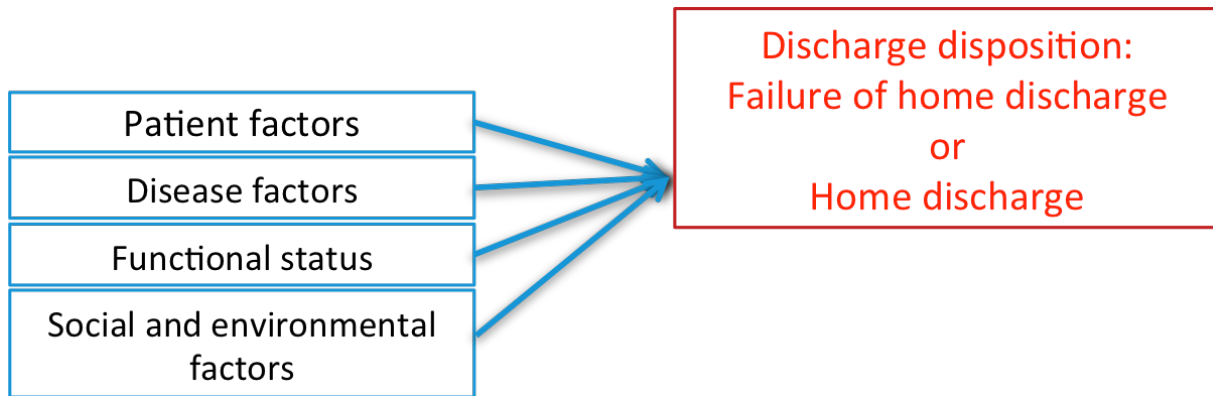 Patient factors
Disease factors
Functional status
Social and environmental
factors
Discharge disposition:
Failure of home discharge
or
Home discharge